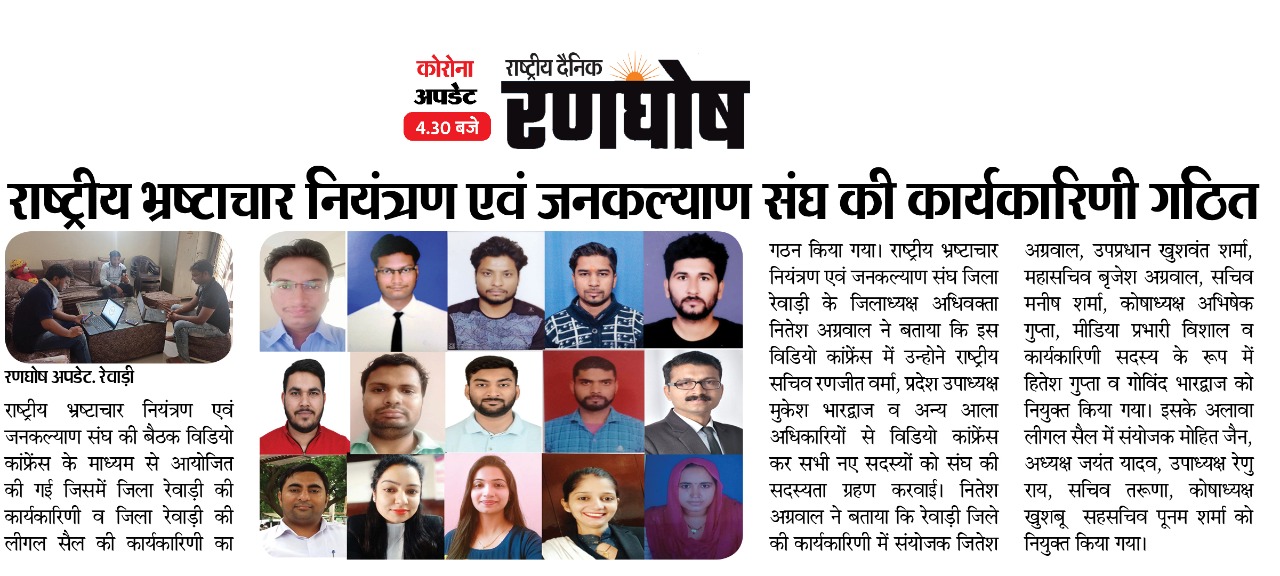 कोरोना
अपडेट
4.30 बजे
राष्ट्रीय दैनिक
रणघोष
राष्ट्रीय भ्रष्टाचार नियंत्रण एवं जनकल्याण संघ की कार्यकारिणी गठित
रणघोष अपडेट. रेवाड़ी
राष्ट्रीय भ्रष्टाचार नियंत्रण एवं
जनकल्याण संघ की बैठक विडियो
कांफ्रेंस के माध्यम से आयोजित
की गई जिसमें जिला रेवाड़ी की
कार्यकारिणी व जिला रेवाड़ी की
लीगल सैल की कार्यकारिणी का
गठन किया गया। राष्ट्रीय भ्रष्टाचार
नियंत्रण एवं जनकल्याण संघ जिला
रेवाड़ी के जिलाध्यक्ष अधिवक्ता
नितेश अग्रवाल ने बताया कि इस
विडियो कांफ्रेंस में उन्होने राष्ट्रीय
सचिव रणजीत वर्मा, प्रदेश उपाध्यक्ष
मुकेश भारद्वाज व अन्य आला
अधिकारियों से विडियो कांफ्रेंस
कर सभी नए सदस्यों को संघ की
सदस्यता ग्रहण करवाई। नितेश
अग्रवाल ने बताया कि रेवाड़ी जिले
की कार्यकारिणी में संयोजक जितेश
अग्रवाल, उपप्रधान खुशवंत शर्मा,
महासचिव बृजेश अग्रवाल, सचिव
मनीष शर्मा, कोषाध्यक्ष अभिषेक
गुप्ता, मीडिया प्रभारी विशाल व
कार्यकारिणी सदस्य के रूप में
हितेश गुप्ता व गोविंद भारद्वाज को
नियुक्त किया गया। इसके अलावा
लीगल सैल में संयोजक मोहित जैन,
अध्यक्ष जयंत यादव, उपाध्यक्ष रेणु
राय, सचिव तरूणा, कोषाध्यक्ष
खुशबू सहसचिव पूनम शर्मा को
नियुक्त किया गया।